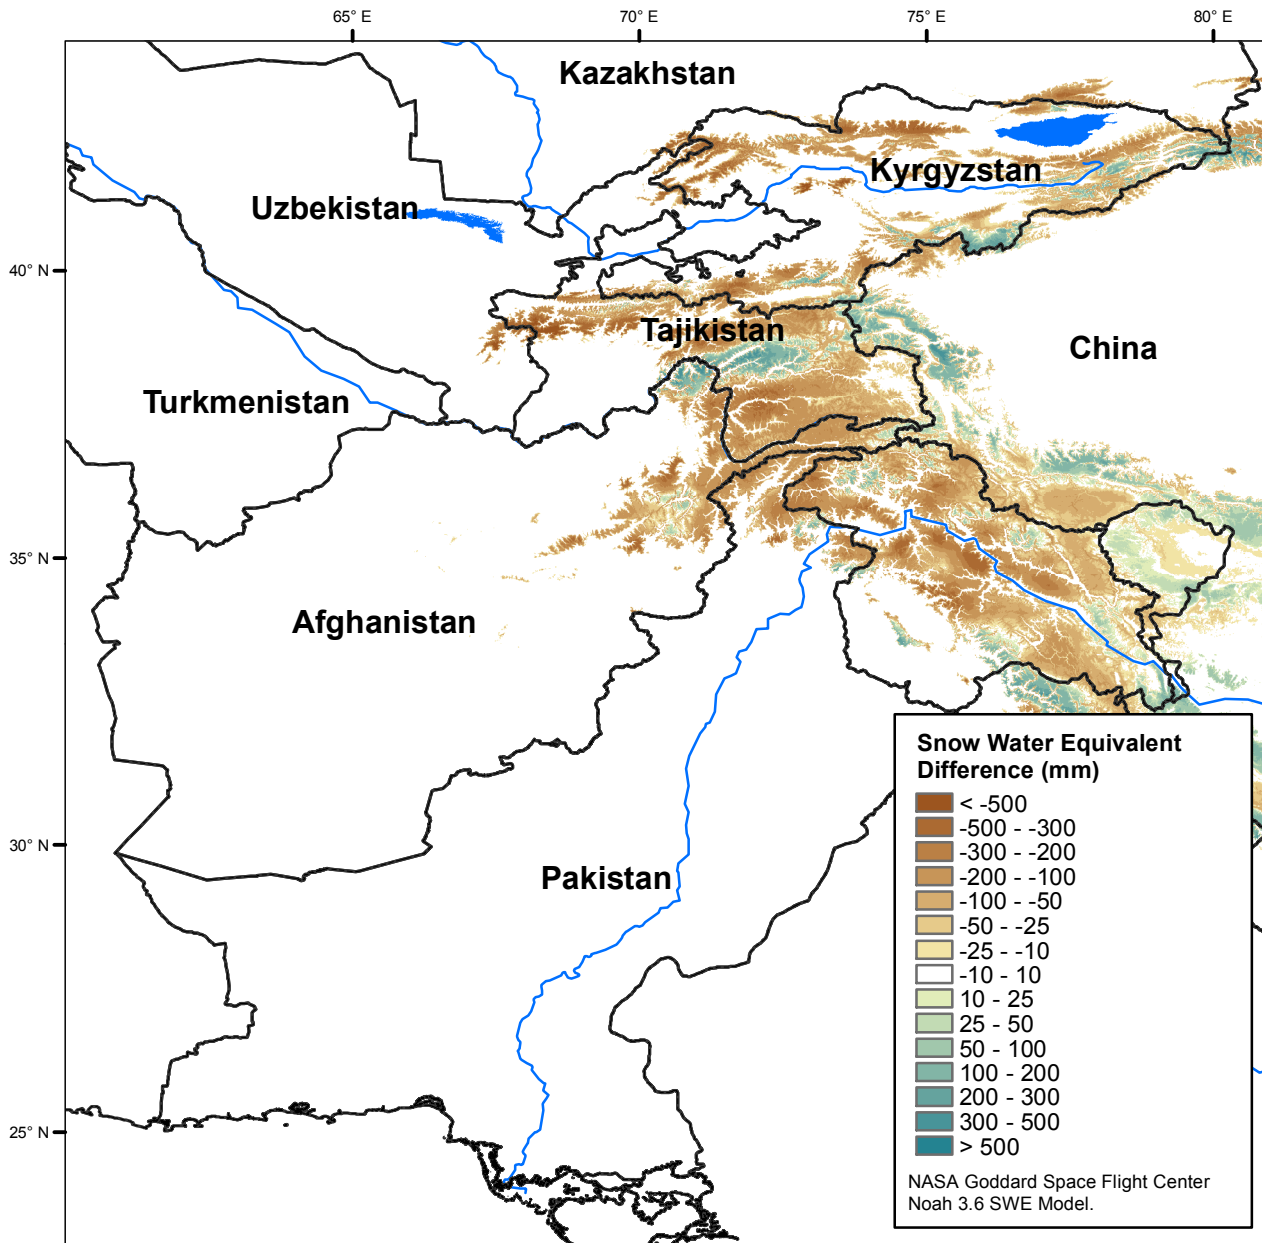 65° E
70° E
75° E
80° E
Kazakhstan
Kyrgyzstan
Uzbekistan
40° N
Tajikistan
China
Turkmenistan
35° N
Afghanistan
Snow Water Equivalent
Difference (mm)
< -500
-500 - -300
-300 - -200
-200 - -100
-100 - -50
-50 - -25
-25 - -10
-10 - 10
10 - 25
25 - 50
50 - 100
100 - 200
200 - 300
300 - 500
> 500
NASA Goddard Space Flight Center
Noah 3.6 SWE Model.
30° N
Pakistan
25° N